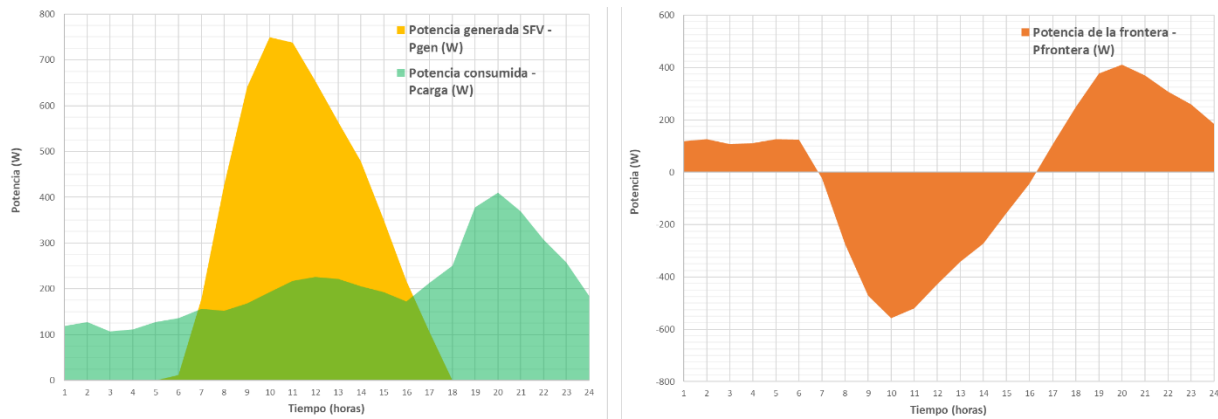 800
700
600
500
400
300
200
100
0
Potencia (W)
Potencia generada SFV -
Pgen (W)
Potencia consumida -
Pcarga (W)
1 2 3 4 5 6 7 8 9 10 11 12 13 14 15 16 17 18 19 20 21 22 23 24
Tiempo (horas)
600
400
200
0
-200
-400
-600
-800
Potencia (W)
Potencia de la frontera -
Pfrontera (W)
1 2 3 4 5 6 7 8 9 10 11 12 13 14 15 16 17 18 19 20 21 22 23 24
Tiempo (horas)